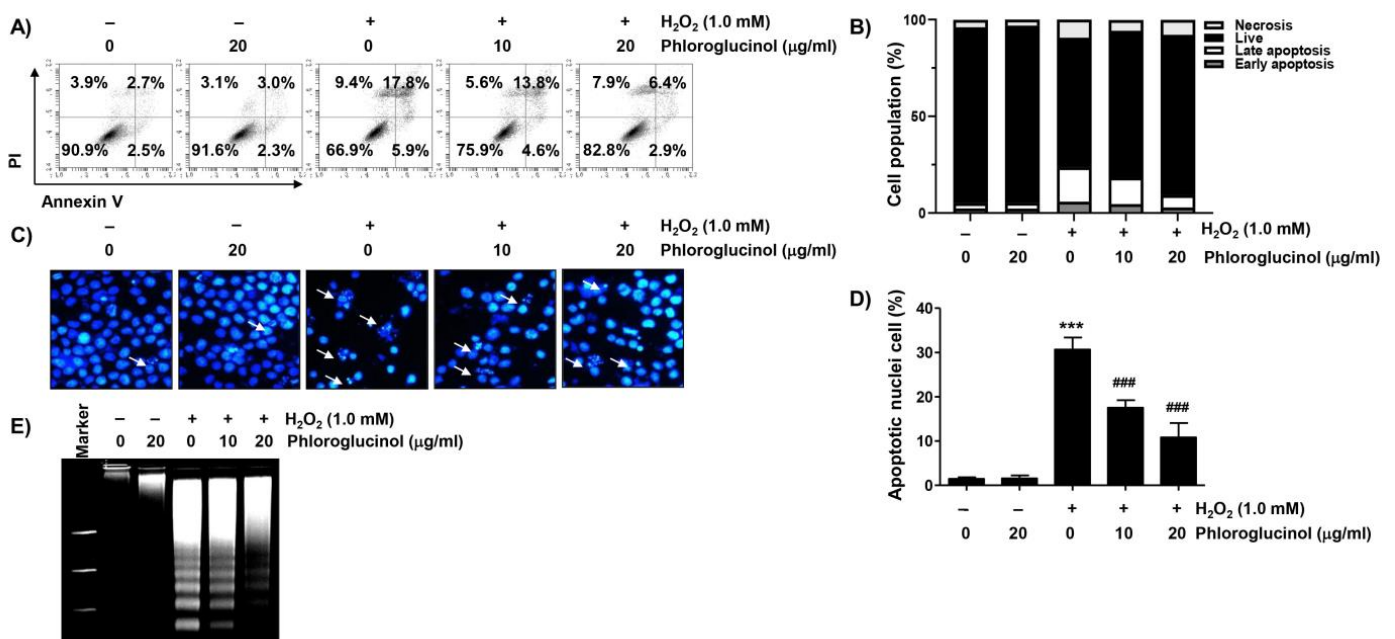 A)
– – + + + H₂O₂ (1.0 mM)
0 20 0 10 20 Phloroglucinol (μg/ml)
3.9% 2.7% 3.1% 3.0% 9.4% 17.8% 5.6% 13.8% 7.9% 6.4%
90.9% 2.5% 91.6% 2.3% 66.9% 5.9% 75.9% 4.6% 82.8% 2.9%
PI
Annexin V
B)
Cell population (%)
100
50
0
Necrosis
Live
Late apoptosis
Early apoptosis
– – + + + H₂O₂ (1.0 mM)
0 20 0 10 20 Phloroglucinol (μg/ml)
C)
– – + + + H₂O₂ (1.0 mM)
0 20 0 10 20 Phloroglucinol (μg/ml)
D)
Apoptotic nuclei cell (%)
40
30
20
10
0
***
###
###
– – + + + H₂O₂ (1.0 mM)
0 20 0 10 20 Phloroglucinol (μg/ml)
E)
Marker
– – + + + H₂O₂ (1.0 mM)
0 20 0 10 20 Phloroglucinol (μg/ml)